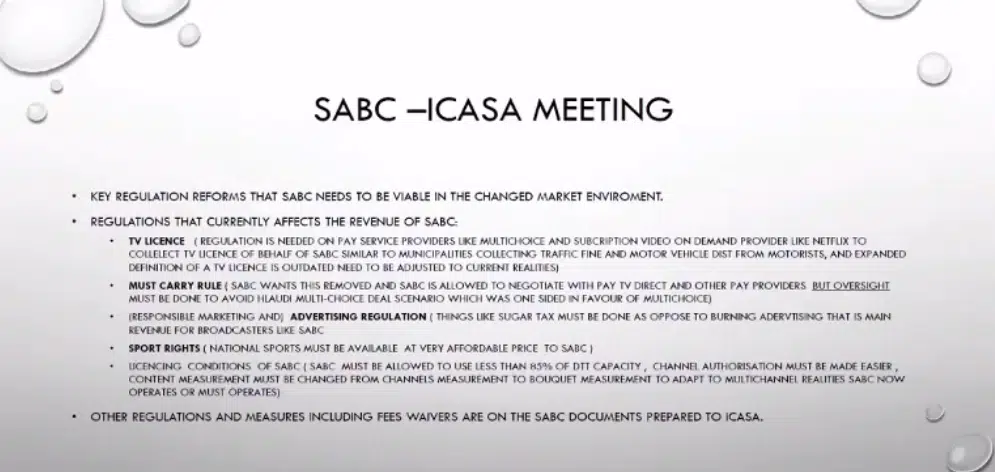 SABC –ICASA MEETING
• KEY REGULATION REFORMS THAT SABC NEEDS TO BE VIABLE IN THE CHANGED MARKET ENVIROMENT.
• REGULATIONS THAT CURRENTLY AFFECTS THE REVENUE OF SABC:
• TV LICENCE ( REGULATION IS NEEDED ON PAY SERVICE PROVIDERS LIKE MULTICHOICE AND SUBCRIPTION VIDEO ON DEMAND PROVIDER LIKE NETFLIX TO
COLLELECT TV LICENCE OF BEHALF OF SABC SIMILAR TO MUNICIPALITIES COLLECTING TRAFFIC FINE AND MOTOR VEHICLE DIST FROM MOTORISTS, AND EXPANDED
DEFINITION OF A TV LICENCE IS OUTDATED NEED TO BE ADJUSTED TO CURRENT REALITIES)
• MUST CARRY RULE ( SABC WANTS THIS REMOVED AND SABC IS ALLOWED TO NEGOTIATE WITH PAY TV DIRECT AND OTHER PAY PROVIDERS BUT OVERSIGHT
MUST BE DONE TO AVOID HLAUDI MULTI-CHOICE DEAL SCENARIO WHICH WAS ONE SIDED IN FAVOUR OF MULTICHOICE)
• (RESPONSIBLE MARKETING AND) ADVERTISING REGULATION ( THINGS LIKE SUGAR TAX MUST BE DONE AS OPPOSE TO BURNING ADERVTISING THAT IS MAIN
REVENUE FOR BROADCASTERS LIKE SABC
• SPORT RIGHTS ( NATIONAL SPORTS MUST BE AVAILABLE AT VERY AFFORDABLE PRICE TO SABC )
• LICENCING CONDITIONS OF SABC ( SABC MUST BE ALLOWED TO USE LESS THAN 85% OF DTT CAPACITY , CHANNEL AUTHORISATION MUST BE MADE EASIER ,
CONTENT MEASUREMENT MUST BE CHANGED FROM CHANNELS MEASUREMENT TO BOUQUET MEASUREMENT TO ADAPT TO MULTICHANNEL REALITIES SABC NOW
OPERATES OR MUST OPERATES)
• OTHER REGULATIONS AND MEASURES INCLUDING FEES WAIVERS ARE ON THE SABC DOCUMENTS PREPARED TO ICASA.